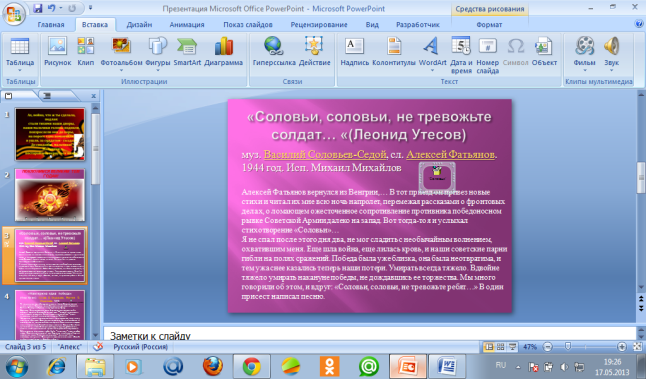 Презентация Microsoft Office PowerPoint - Microsoft PowerPoint
Средства рисования
Главная Вставка Дизайн Анимация Показ слайдов Рецензирование Вид Разработчик Формат
Таблица Рисунок Клип Фотоальбом Фигуры SmartArt Диаграмма Гиперссылка Действие Надпись Колонтитулы WordArt Дата и время Номер слайда Символ Объект Фильм Звук
Таблицы Иллюстрации Связи Текст Клипы мультимедиа
«Соловьи, соловьи, не тревожьте
солдат… «(Леонид Утесов)
муз. Василий Соловьев-Седой, сл. Алексей Фатьянов.
1944 год. Исп. Михаил Михайлов
Алексей Фатьянов вернулся из Венгрии,… В тот приезд он привез новые
стихи и читал их мне всю ночь напролет, перемежая рассказами о фронтовых
делах, о ломающем ожесточенное сопротивление противника победоносном
рывке Советской Армии далеко на запад. Вот тогда-то я и услыхал
стихотворение «Соловьи»…
Я не спал после этого дня два, не мог сладить с необычайным волнением,
охватившим меня. Еще шла война, еще лилась кровь, и наши советские парни
гибли на полях сражений. Победа была уже близка, она была неотвратима, и
тем ужаснее казались теперь наши потери. Умирать всегда тяжело. Вдвойне
тяжело умирать накануне победы, не дождавшись ее торжества. Мы много
говорили об этом, и вдруг: «Соловьи, соловьи, не тревожьте ребят…» В один
присест написал песню.
1
2
3
4
Заметки к слайду
Слайд 3 из 5 "Апекс" Русский (Россия) 47%
RU 19:26
17.05.2013